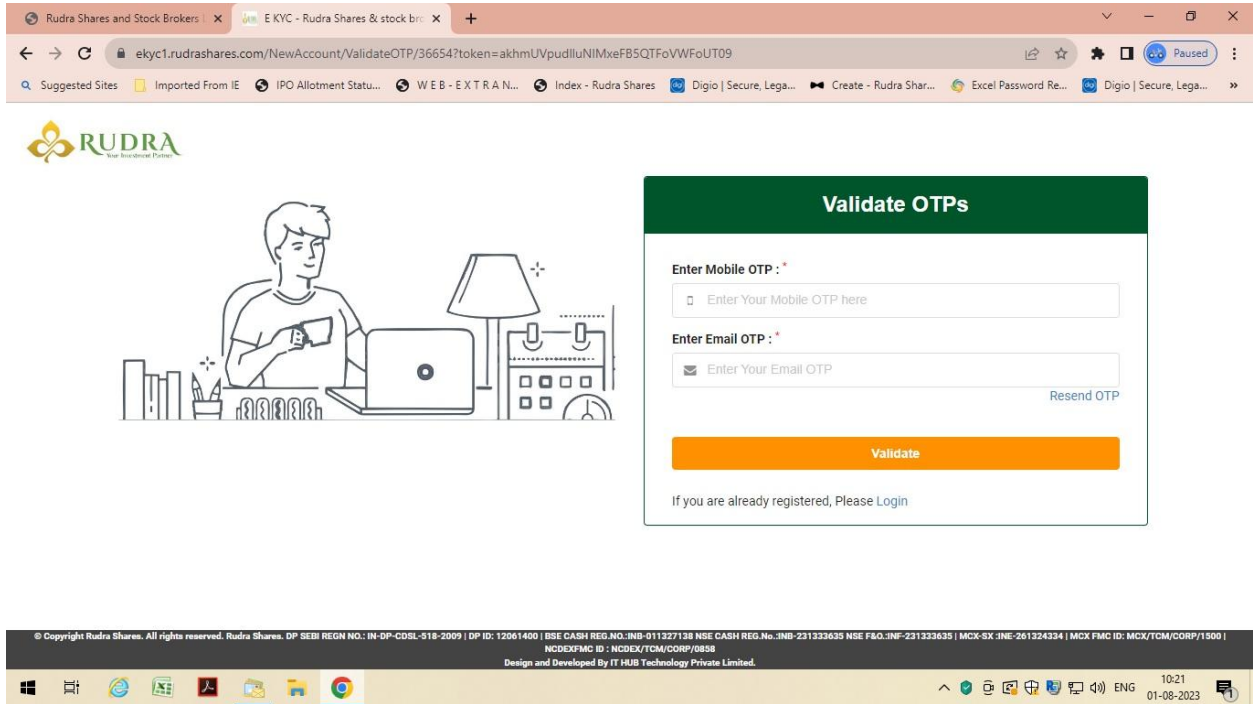 Rudra Shares and Stock Brokers L
E KYC - Rudra Shares & stock bro
ekyc1.rudrashares.com/NewAccount/ValidateOTP/36654?token=akhmUVpudlluNlMxeFB5QTFoVWFoUT09
Paused
Suggested Sites Imported From IE IPO Allotment Statu... W E B - E X T R A N... Index - Rudra Shares Digio | Secure, Lega... Create - Rudra Shar... Excel Password Re... Digio | Secure, Lega... »
RUDRA
Your Investment Partner
Validate OTPs
Enter Mobile OTP : *
Enter Your Mobile OTP here
Enter Email OTP : *
Enter Your Email OTP
Resend OTP
Validate
If you are already registered, Please Login
© Copyright Rudra Shares. All rights reserved. Rudra Shares. DP SEBI REGN NO.: IN-DP-CDSL-518-2009 | DP ID: 12061400 | BSE CASH REG.NO.:INB-011327138 NSE CASH REG.No.:INB-231333635 NSE F&O.:INF-231333635 | MCX-SX :INE-261324334 | MCX FMC ID: MCX/TCM/CORP/1500 |
NCDEXFMC ID : NCDEX/TCM/CORP/0858
Design and Developed By IT HUB Technology Private Limited.
ENG
10:21
01-08-2023
1